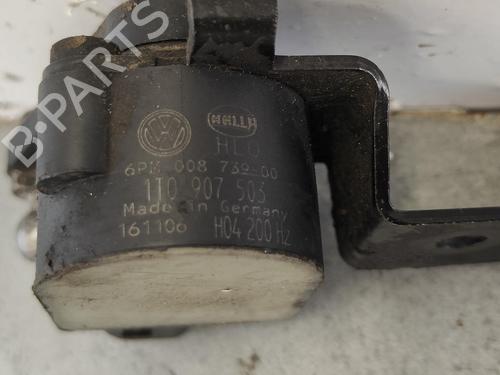 B-PARTS
VW HELLA
HLO
6PM 008 739-00
1T0 907 503
Made in Germany
161106 H04 200 Hz